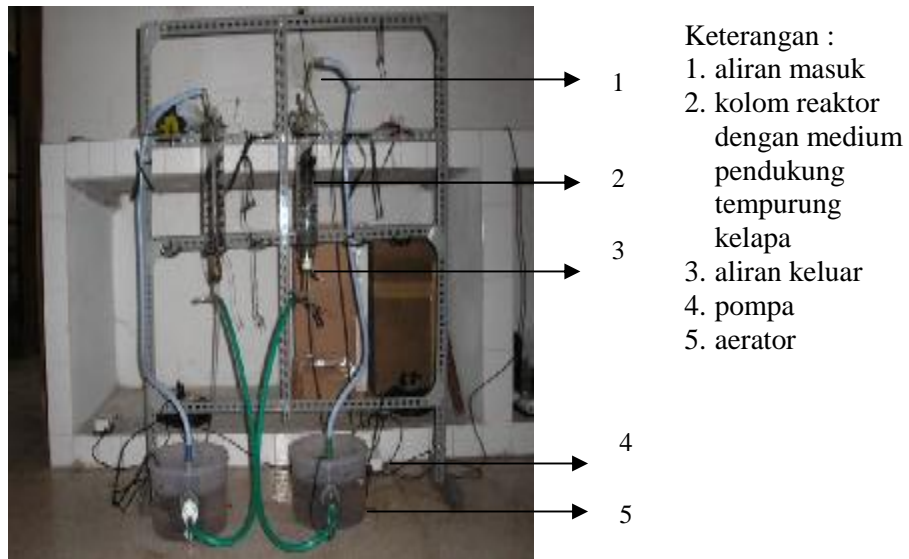 Keterangan :
1. aliran masuk
2. kolom reaktor
dengan medium
pendukung
tempurung
kelapa
3. aliran keluar
4. pompa
5. aerator
1
2
3
4
5